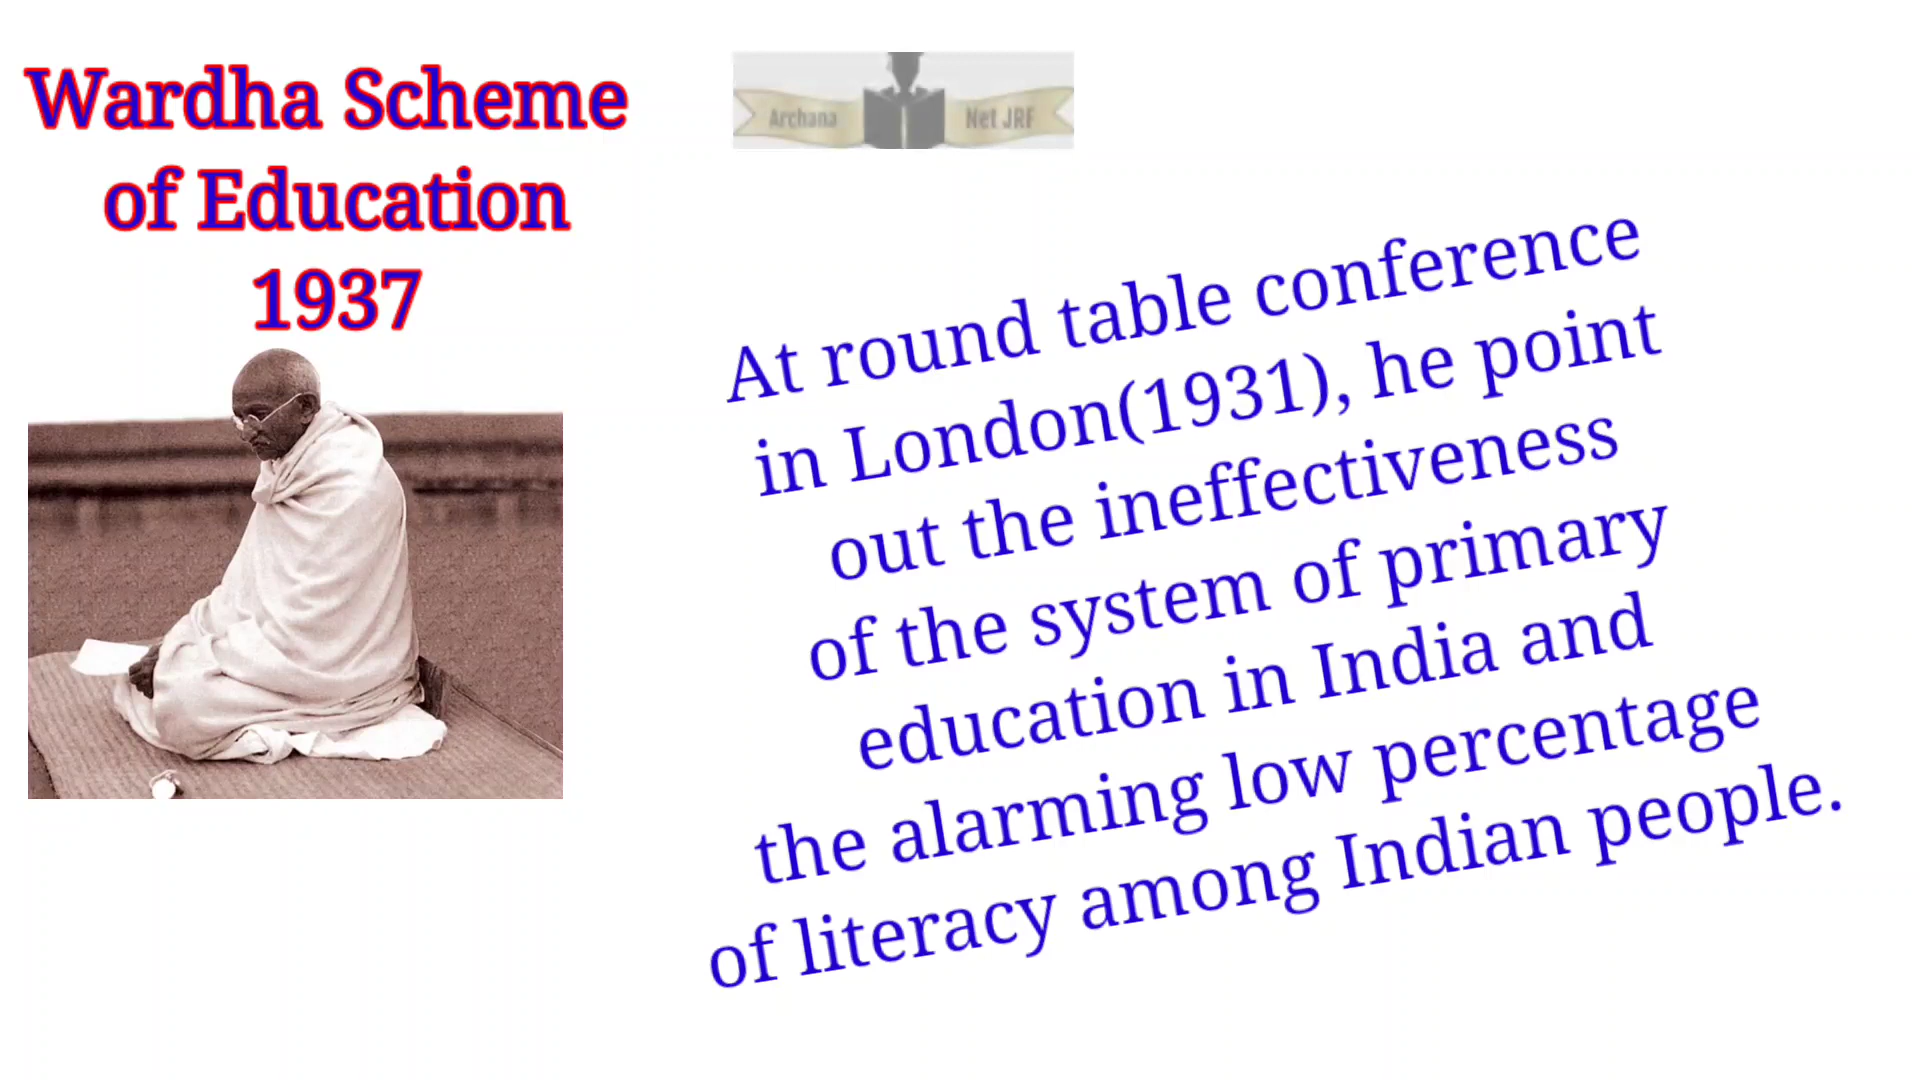 Wardha Scheme
of Education
1937
Archana Net JRF
At round table conference
in London(1931), he point
out the ineffectiveness
of the system of primary
education in India and
the alarming low percentage
of literacy among Indian people.